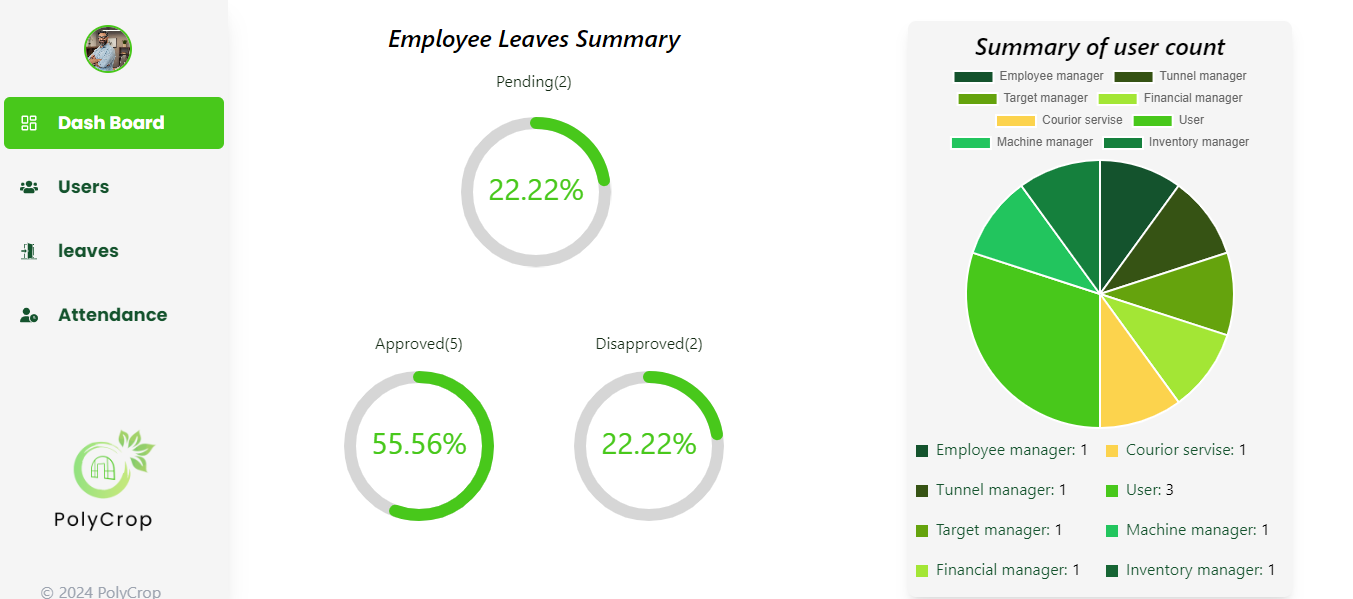 Dash Board
Users
leaves
Attendance
PolyCrop
© 2024 PolyCrop
Employee Leaves Summary
Pending(2)
22.22%
Approved(5) Disapproved(2)
55.56% 22.22%
Summary of user count
Employee manager Tunnel manager
Target manager Financial manager
Courior servise User
Machine manager Inventory manager
Employee manager: 1 Courior servise: 1
Tunnel manager: 1 User: 3
Target manager: 1 Machine manager: 1
Financial manager: 1 Inventory manager: 1